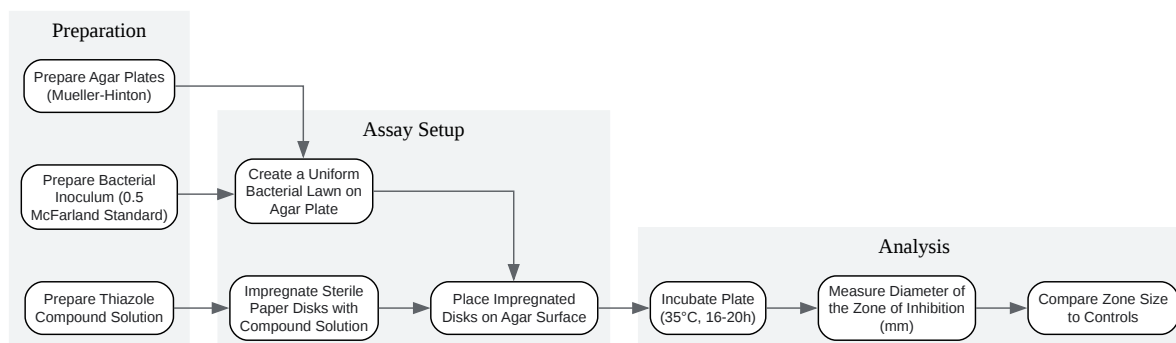 Preparation
Prepare Agar Plates
(Mueller-Hinton)
Prepare Bacterial
Inoculum (0.5
McFarland Standard)
Prepare Thiazole
Compound Solution
Assay Setup
Create a Uniform
Bacterial Lawn on
Agar Plate
Impregnate Sterile
Paper Disks with
Compound Solution
Place Impregnated
Disks on Agar Surface
Analysis
Incubate Plate
(35°C, 16-20h)
Measure Diameter of
the Zone of Inhibition
(mm)
Compare Zone Size
to Controls